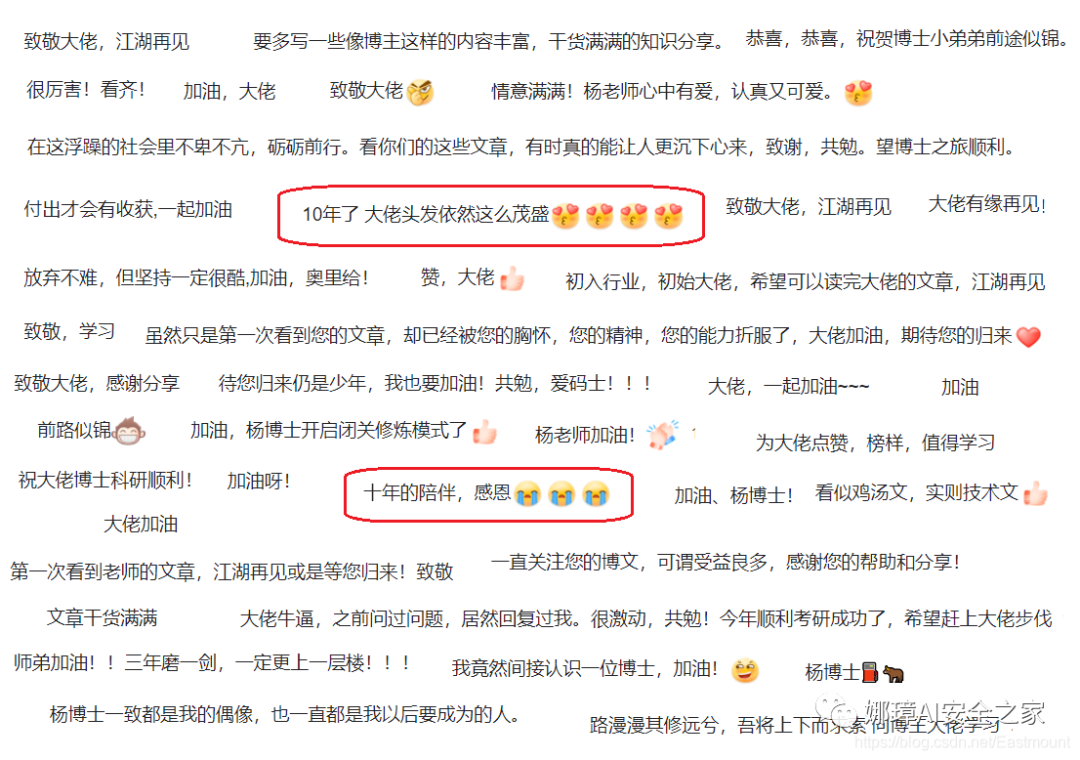 致敬大佬，江湖再见 要多写一些像博主这样的内容丰富，干货满满的知识分享。 恭喜，恭喜，祝贺博士小弟弟前途似锦。
很厉害！看齐！ 加油，大佬 致敬大佬 情意满满！杨老师心中有爱，认真又可爱。
在这浮躁的社会里不卑不亢，砺砺前行。看你们的这些文章，有时真的能让人更沉下心来，致谢，共勉。望博士之旅顺利。
付出才会有收获,一起加油 10年了 大佬头发依然这么茂盛😍😍😍😍 致敬大佬，江湖再见 大佬有缘再见！
放弃不难，但坚持一定很酷,加油，奥里给！ 赞，大佬👍 初入行业，初始大佬，希望可以读完大佬的文章，江湖再见
致敬，学习 虽然只是第一次看到您的文章，却已经被您的胸怀，您的精神，您的能力折服了，大佬加油，期待您的归来❤
致敬大佬，感谢分享 待您归来仍是少年，我也要加油！共勉，爱码士！！！ 大佬，一起加油~~~ 加油
前路似锦 加油，杨博士开启闭关修炼模式了👍 杨老师加油！ 为大佬点赞，榜样，值得学习
祝大佬博士科研顺利！ 加油呀！ 十年的陪伴，感恩😭😭😭 加油、杨博士！ 看似鸡汤文，实则技术文👍
大佬加油
第一次看到老师的文章，江湖再见或是等您归来！致敬 一直关注您的博文，可谓受益良多，感谢您的帮助和分享！
文章干货满满 大佬牛逼，之前问过问题，居然回复过我。很激动，共勉！今年顺利考研成功了，希望赶上大佬步伐
师弟加油！！三年磨一剑，一定更上一层楼！！！ 我竟然间接认识一位博士，加油！ 杨博士⛽🐻
杨博士一致都是我的偶像，也一直都是我以后要成为的人。
路漫漫其修远兮，吾将上下而求索 向博主大佬学习
娜璋AI安全之家
https://blog.csdn.net/Eastmount